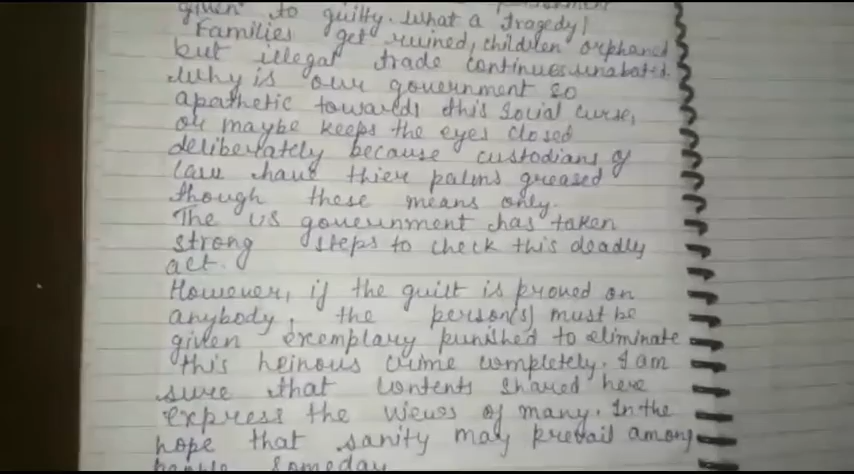 given to guilty. What a tragedy!
Families get ruined, children orphaned
but illegal trade continues unabated.
Why is our government so
apathetic towards this social curse,
or maybe keeps the eyes closed
deliberately because custodians of
law have thier palms greased
though these means only.
The US government has taken
strong steps to check this deadly
act.
However, if the guilt is proved on
anybody, the person(s) must be
given exemplary punished to eliminate
this heinous crime completely. I am
sure that contents shared here
express the views of many. In the
hope that sanity may prevail among
people someday